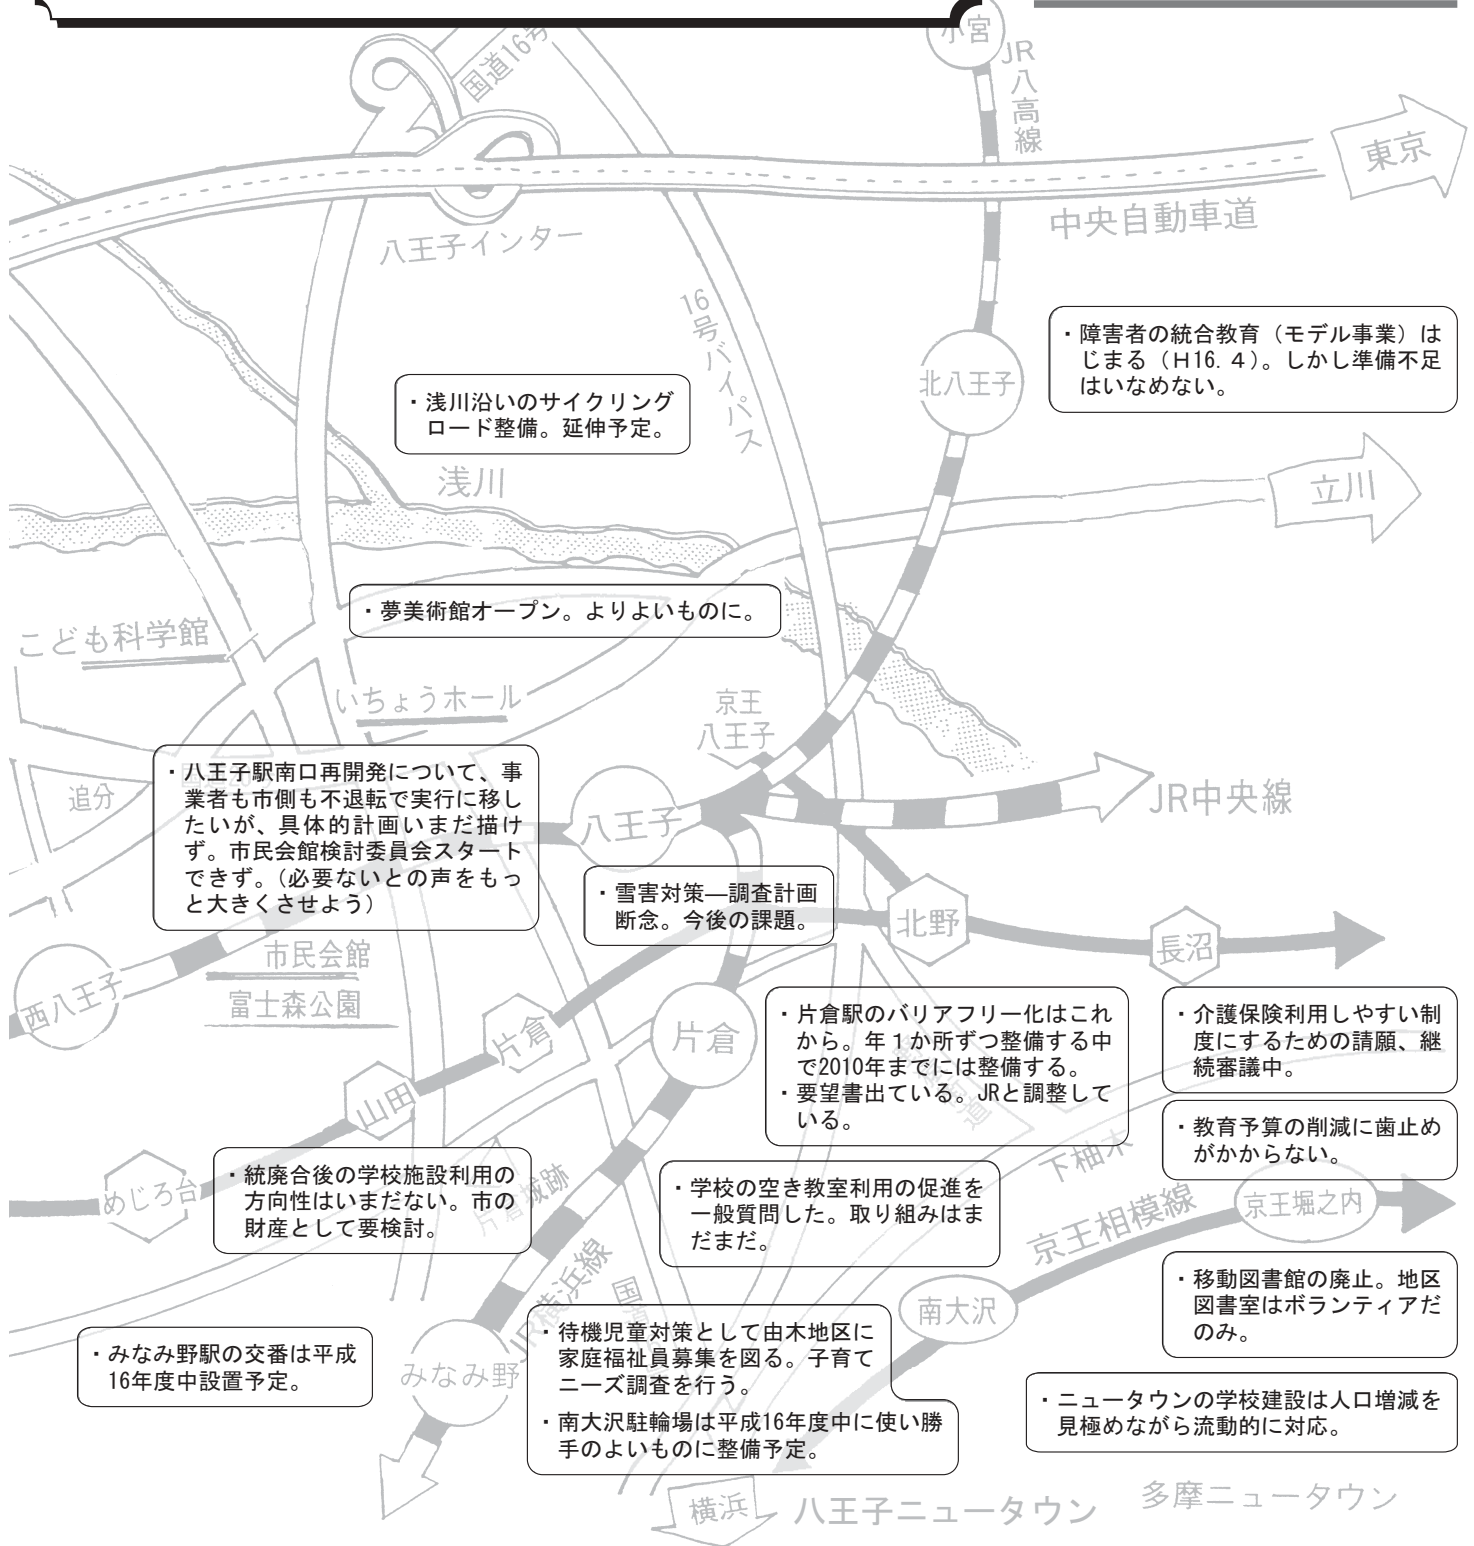 小宮
国道16号
JR八高線
東京
中央自動車道
八王子インター
16号バイパス
・障害者の統合教育（モデル事業）は
じまる（H16.４）。しかし準備不足
はいなめない。
北八王子
・浅川沿いのサイクリング
ロード整備。延伸予定。
浅川
立川
・夢美術館オープン。よりよいものに。
こども科学館
いちょうホール
京王
八王子
・八王子駅南口再開発について、事
業者も市側も不退転で実行に移し
たいが、具体的計画いまだ描け
ず。市民会館検討委員会スタート
できず。（必要ないとの声をもっ
と大きくさせよう）
追分
八王子
JR中央線
・雪害対策―調査計画
断念。今後の課題。
北野
長沼
市民会館
富士森公園
西八王子
片倉
片倉
・片倉駅のバリアフリー化はこれ
から。年１か所ずつ整備する中
で2010年までには整備する。
・要望書出ている。JRと調整して
いる。
・介護保険利用しやすい制
度にするための請願、継
続審議中。
山田
・教育予算の削減に歯止め
がかからない。
下柚木
めじろ台
・統廃合後の学校施設利用の
方向性はいまだない。市の
財産として要検討。
片倉城跡
・学校の空き教室利用の促進を
一般質問した。取り組みはま
だまだ。
京王相模線
京王堀之内
JR横浜線
・移動図書館の廃止。地区
図書室はボランティアだ
のみ。
南大沢
・みなみ野駅の交番は平成
16年度中設置予定。
みなみ野
・待機児童対策として由木地区に
家庭福祉員募集を図る。子育て
ニーズ調査を行う。
・南大沢駐輪場は平成16年度中に使い勝
手のよいものに整備予定。
・ニュータウンの学校建設は人口増減を
見極めながら流動的に対応。
横浜
八王子ニュータウン
多摩ニュータウン